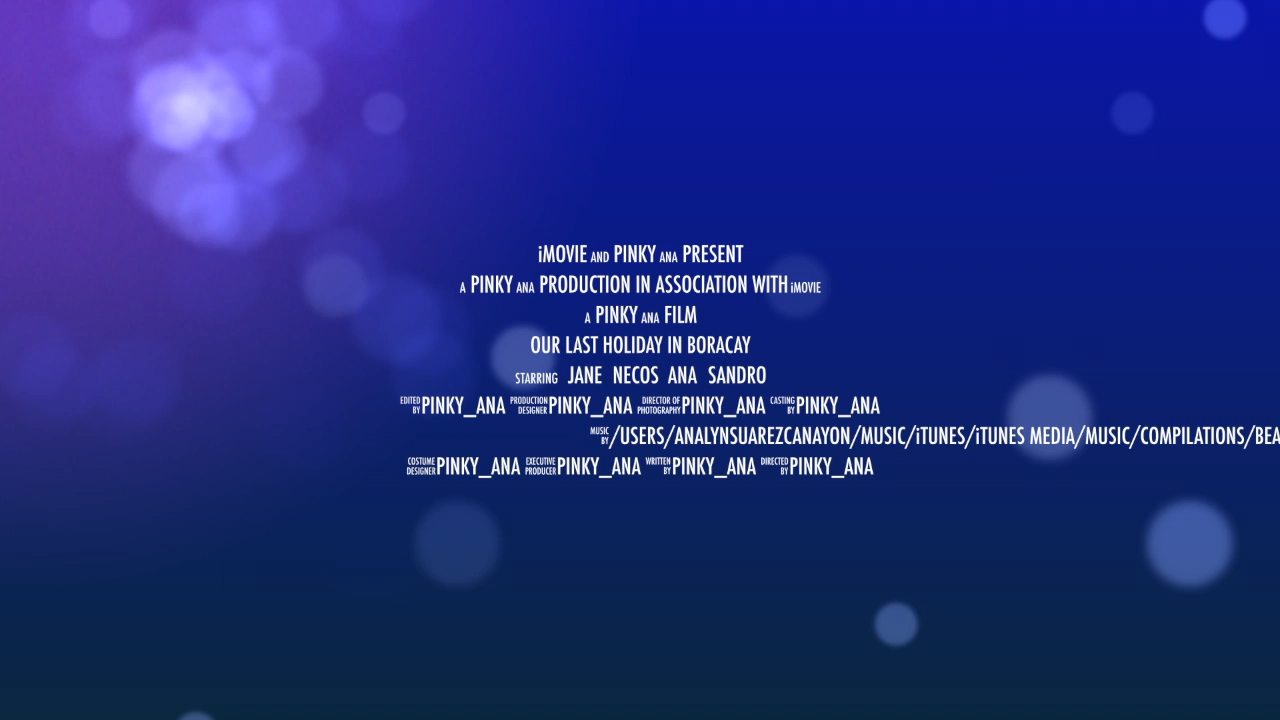 iMOVIE AND PINKY ANA PRESENT
A PINKY ANA PRODUCTION IN ASSOCIATION WITH iMOVIE
A PINKY ANA FILM
OUR LAST HOLIDAY IN BORACAY
STARRING JANE NECOS ANA SANDRO
EDITED BY PINKY_ANA PRODUCTION DESIGNER PINKY_ANA DIRECTOR OF PHOTOGRAPHY PINKY_ANA CASTING BY PINKY_ANA
MUSIC BY /USERS/ANALYNSUAREZCANAYON/MUSIC/iTUNES/iTUNES MEDIA/MUSIC/COMPILATIONS/BEA
COSTUME DESIGNER PINKY_ANA EXECUTIVE PRODUCER PINKY_ANA WRITTEN BY PINKY_ANA DIRECTED BY PINKY_ANA